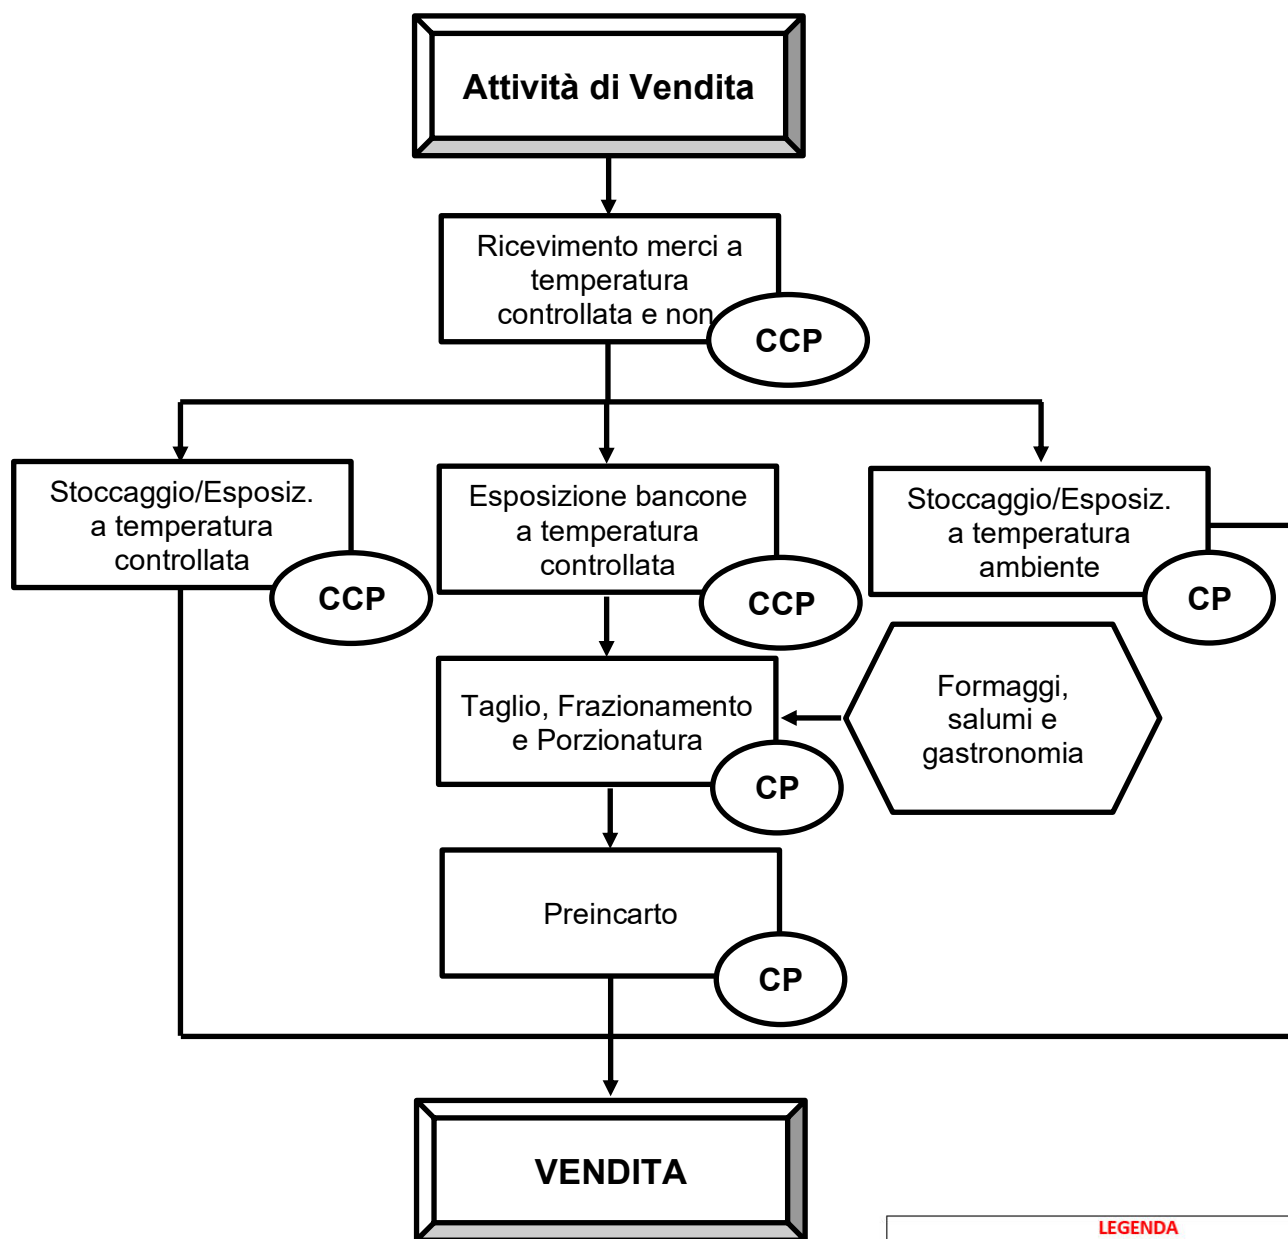 Attività di Vendita
Ricevimento merci a
temperatura
controllata e non
CCP
Stoccaggio/Esposiz.
a temperatura
controllata
CCP
Esposizione bancone
a temperatura
controllata
CCP
Stoccaggio/Esposiz.
a temperatura
ambiente
CP
Taglio, Frazionamento
e Porzionatura
CP
Formaggi,
salumi e
gastronomia
Preincarto
CP
VENDITA
LEGENDA